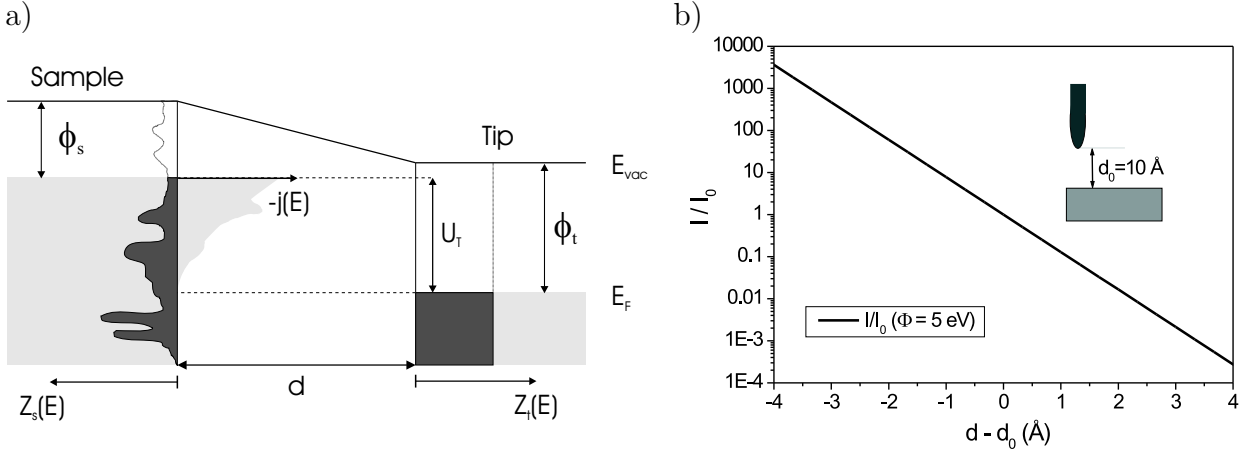 a)
Sample
Tip
ϕs
Evac
-j(E)
UT
ϕt
EF
d
Zs(E)
Zt(E)
b)
10000
1000
100
10
1
0.1
0.01
1E-3
1E-4
I / I0
d0=10 Å
I/I0 (Φ = 5 eV)
-4 -3 -2 -1 0 1 2 3 4
d - d0 (Å)